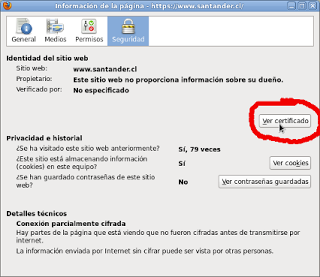 Información de la página - https://www.santander.cl/
General Medios Permisos Seguridad
Identidad del sitio web
Sitio web: www.santander.cl
Propietario: Este sitio web no proporciona información sobre su dueño.
Verificado por: No especificado
Ver certificado
Privacidad e historial
¿Se ha visitado este sitio web anteriormente? Sí, 79 veces
¿Este sitio está almacenando información
(cookies) en este equipo? Sí Ver cookies
¿Se han guardado contraseñas de este sitio
web? No Ver contraseñas guardadas
Detalles técnicos
Conexión parcialmente cifrada
Hay partes de la página que está viendo que no fueron cifradas antes de transmitirse por
internet.
La información enviada por Internet sin cifrar puede ser vista por otras personas.